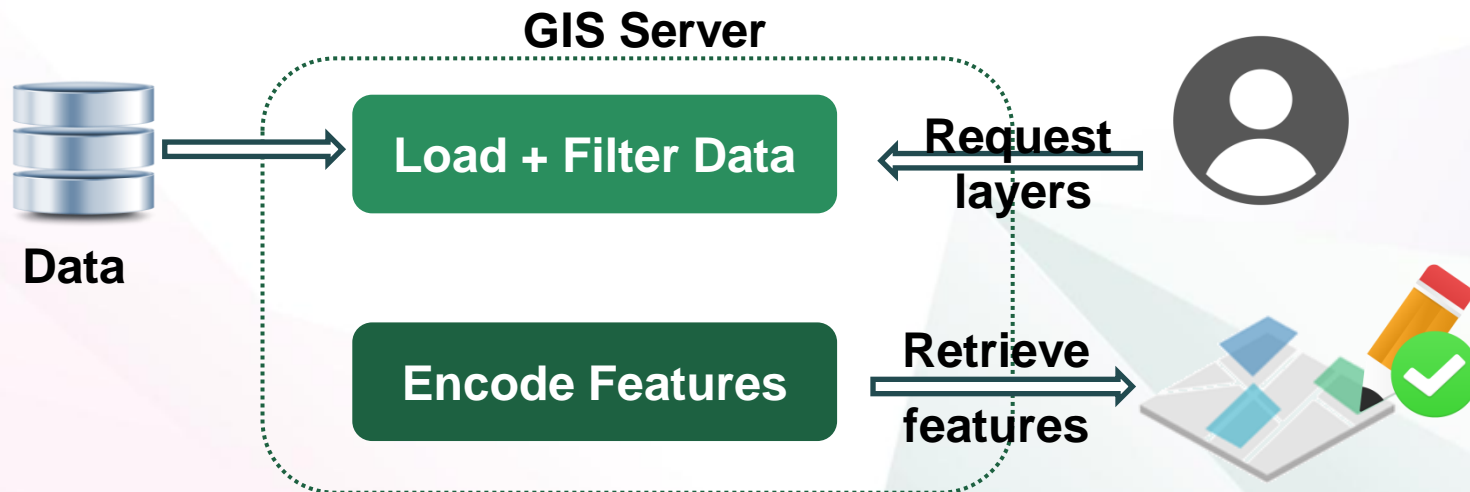 GIS Server
Load + Filter Data
Request
layers
Data
Encode Features
Retrieve
features